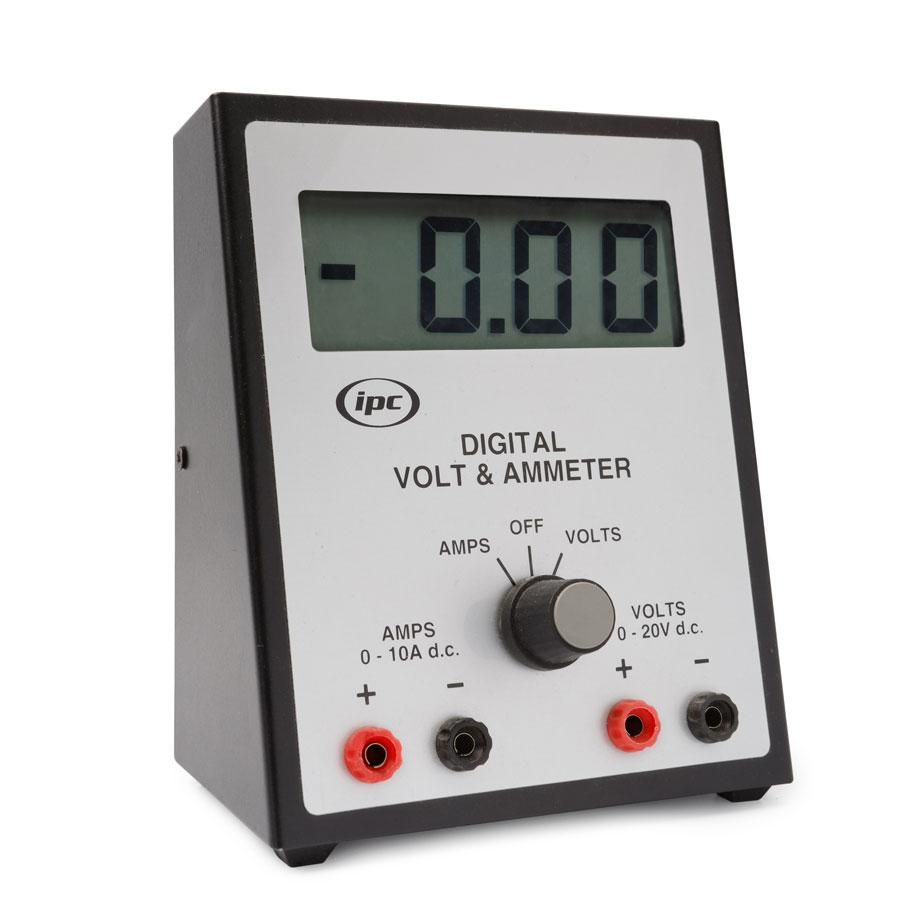 - 0.00
ipc
DIGITAL
VOLT & AMMETER
OFF
AMPS
VOLTS
AMPS
0 - 10A d.c.
VOLTS
0 - 20V d.c.
+ -
+ -